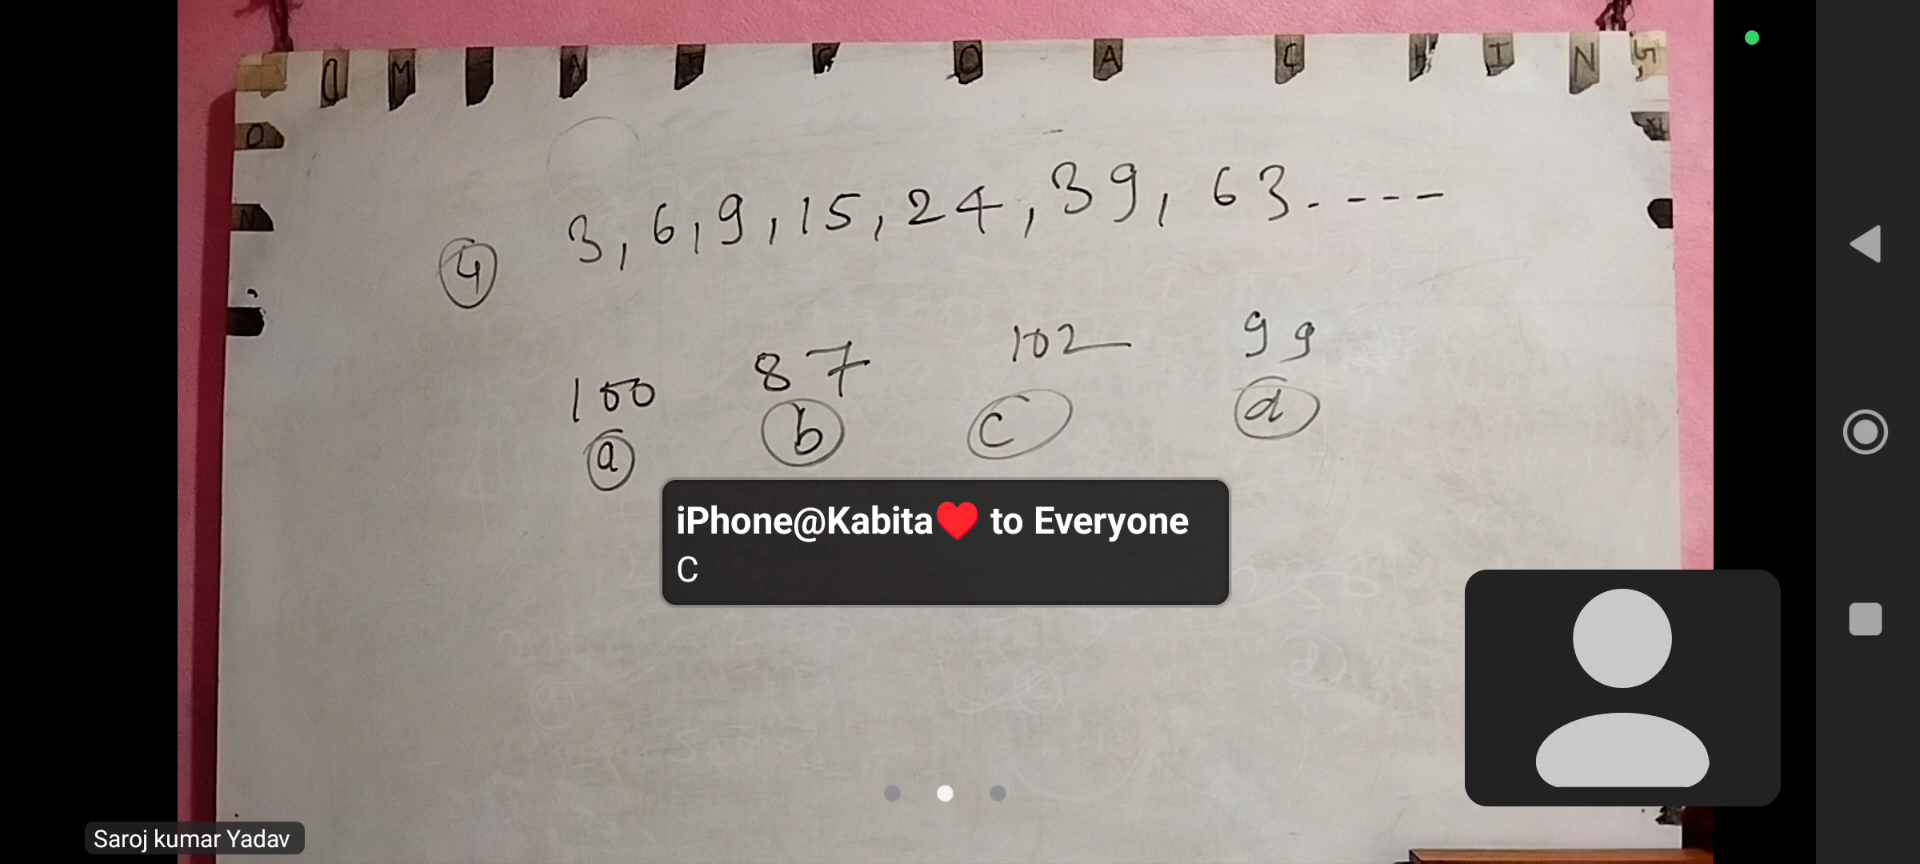 D M A T O A C H I N G
O
N
④ 3, 6, 9, 15, 24, 39, 63 . - - -
100 87 102 99
ⓐ ⓑ ⓒ ⓓ
iPhone@Kabita❤️ to Everyone
C
Saroj kumar Yadav